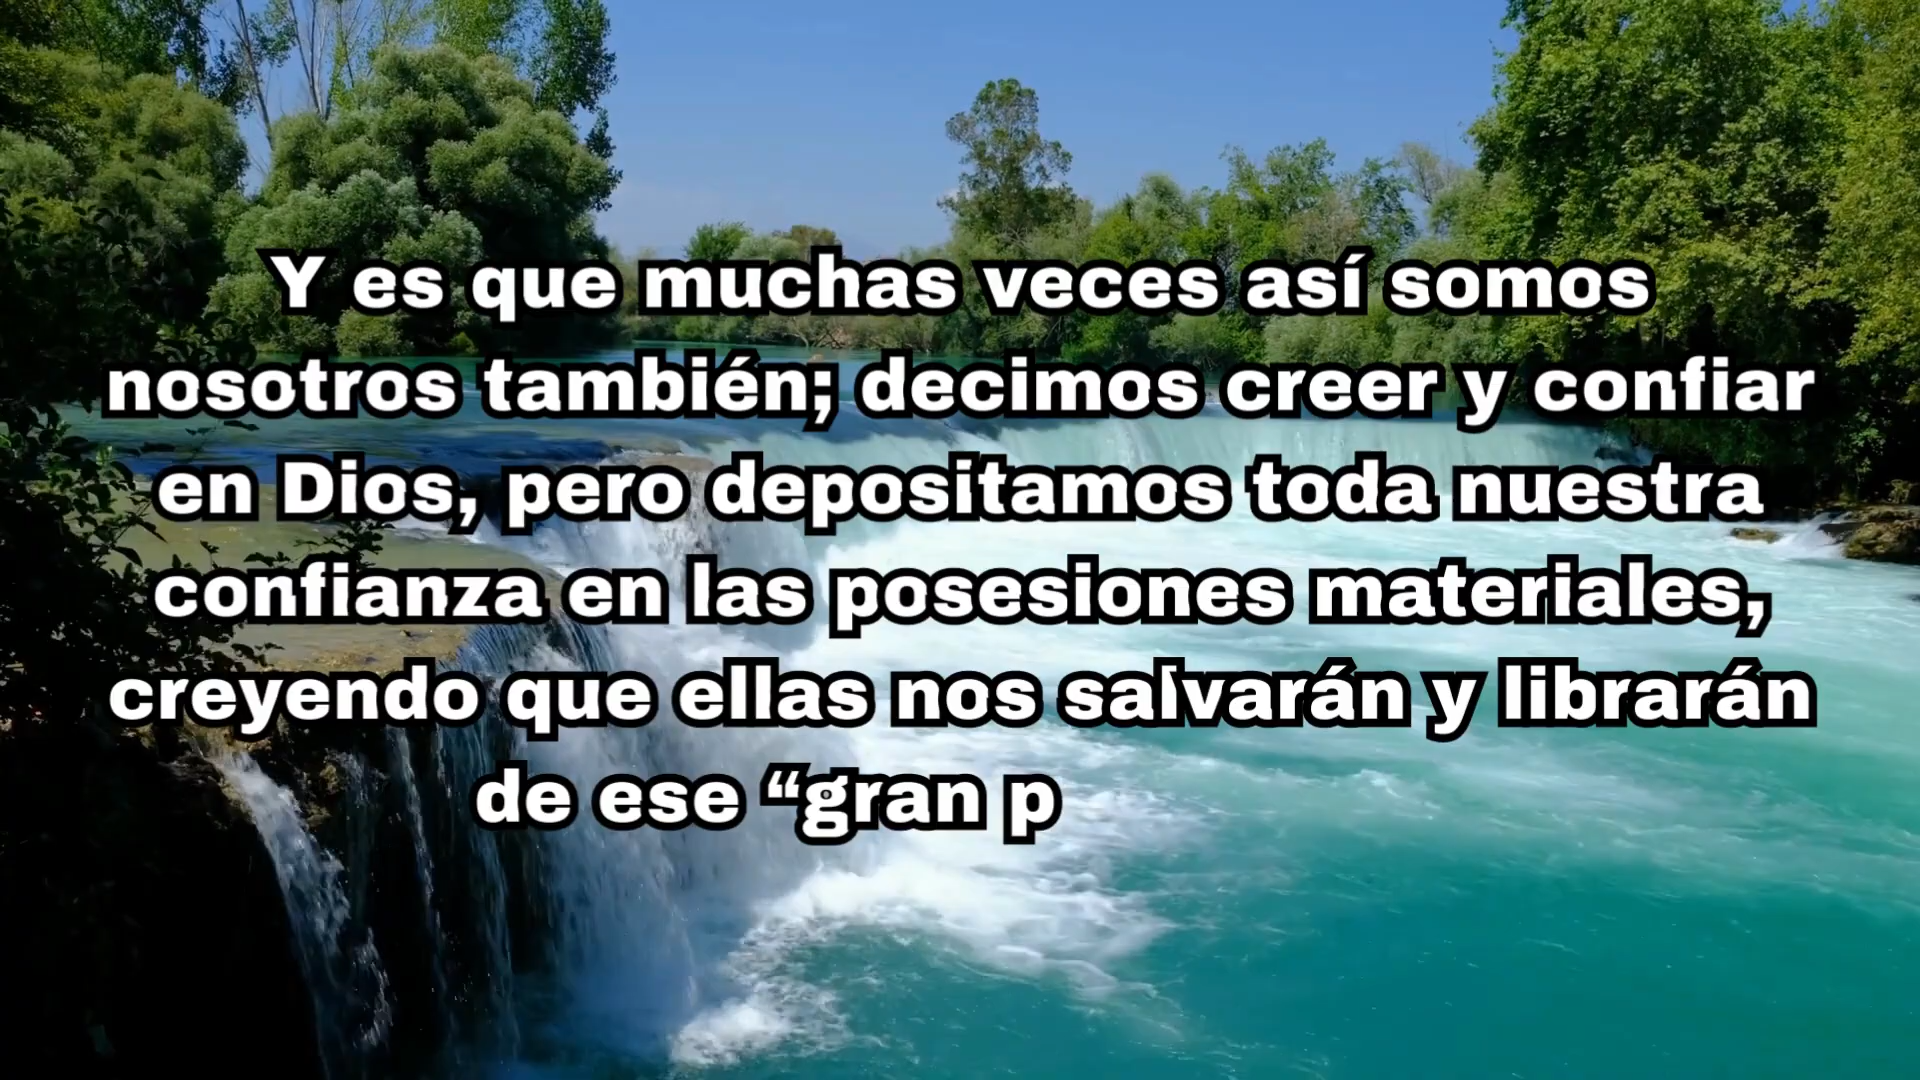 Y es que muchas veces así somos
nosotros también; decimos creer y confiar
en Dios, pero depositamos toda nuestra
confianza en las posesiones materiales,
creyendo que ellas nos salvarán y librarán
de ese “gran p